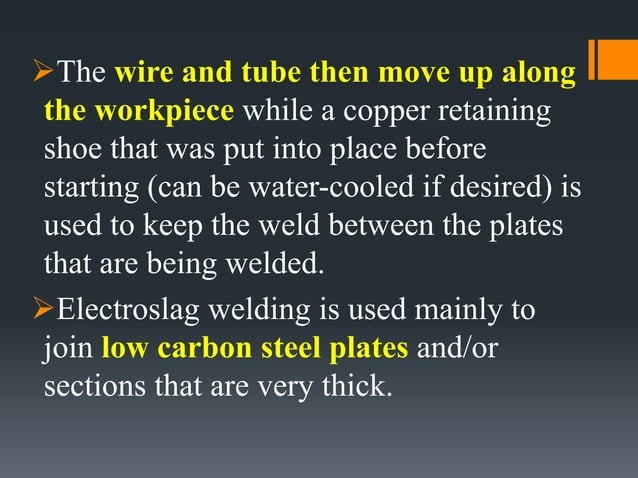 ➢The wire and tube then move up along
the workpiece while a copper retaining
shoe that was put into place before
starting (can be water-cooled if desired) is
used to keep the weld between the plates
that are being welded.
➢Electroslag welding is used mainly to
join low carbon steel plates and/or
sections that are very thick.